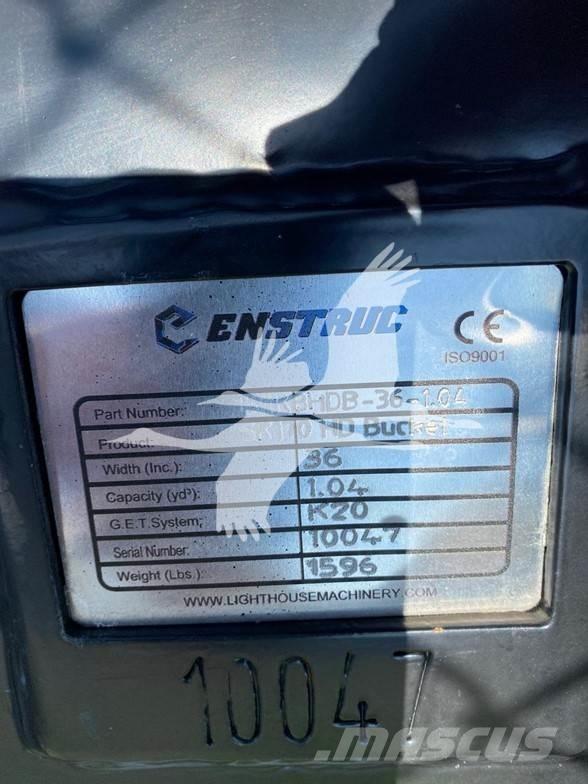 ENSTRUC
CE
ISO9001
Part Number: BHDB-36-1.04
Product: HD Bucket
Width (Inc.): 36
Capacity (yd³): 1.04
G.E.T.System; K20
Serial Number: 10047
Weight (Lbs.) 1596
WWW.LIGHTHOUSEMACHINERY.COM
10047
MASCUS